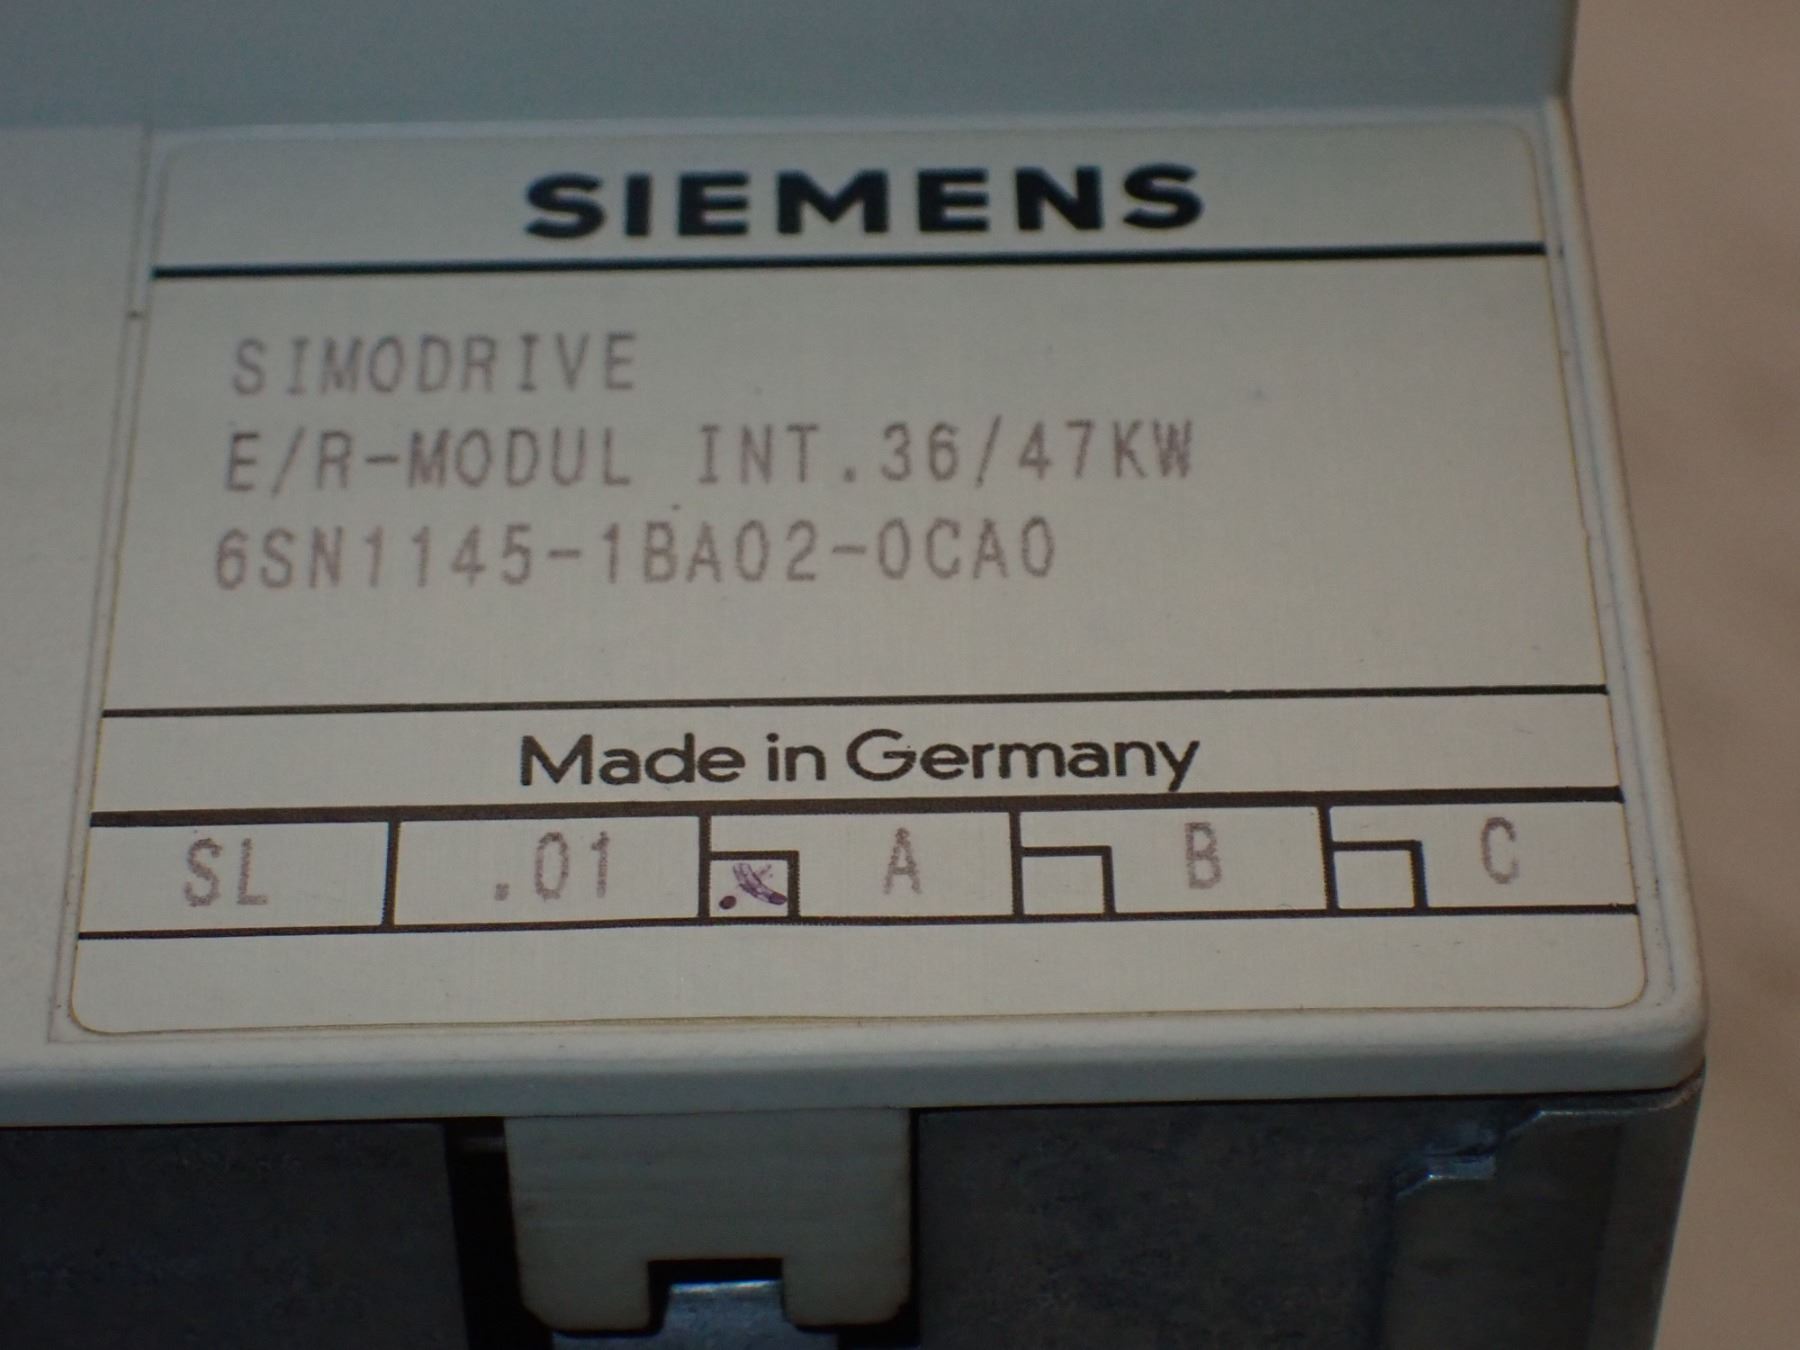 SIEMENS
SIMODRIVE
E/R-MODUL INT.36/47KW
6SN1145-1BA02-0CA0
Made in Germany
SL .01 A B C